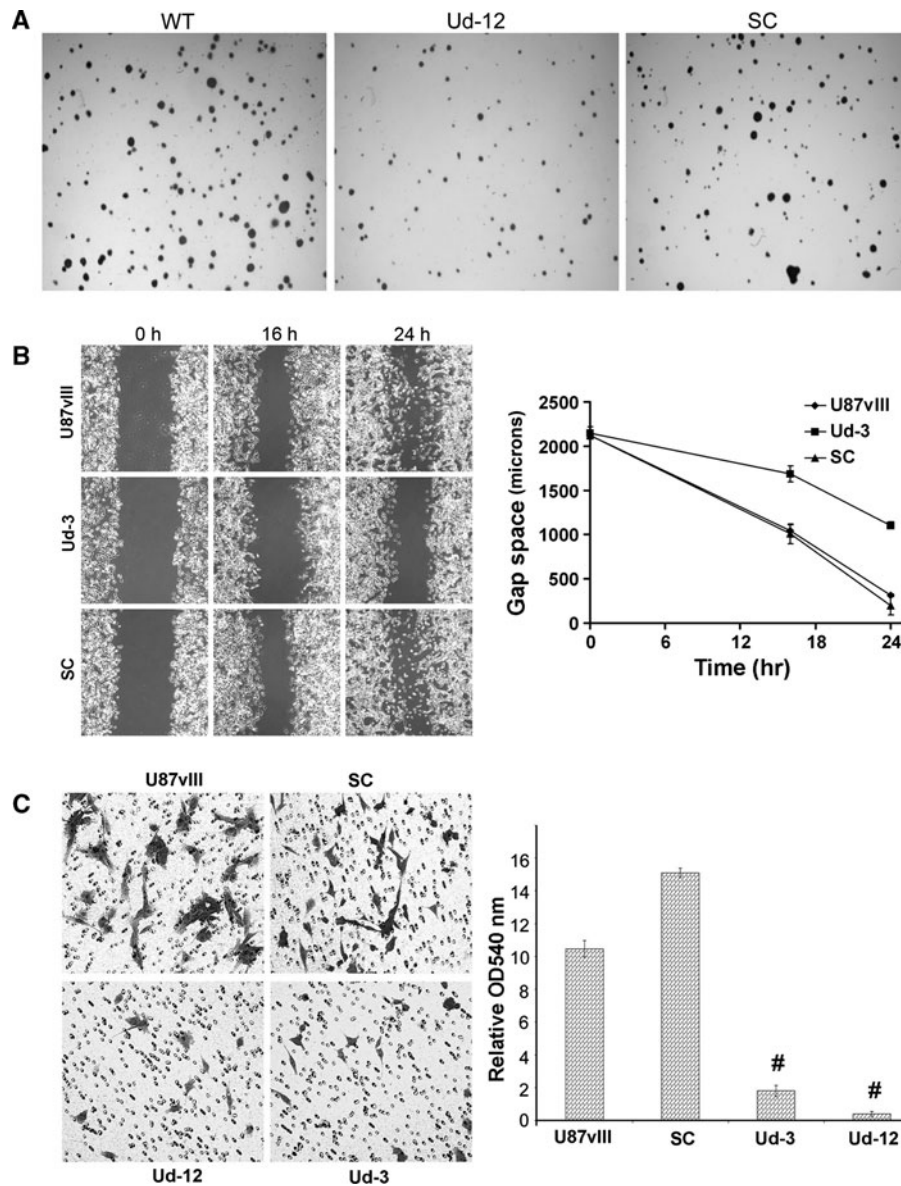 A
WT
Ud-12
SC
B
0 h
16 h
24 h
U87vIII
Ud-3
SC
2500
2000
1500
1000
500
0
Gap space (microns)
0
6
12
18
24
Time (hr)
U87vIII
Ud-3
SC
C
U87vIII
SC
Ud-12
Ud-3
16
14
12
10
8
6
4
2
0
Relative OD540 nm
#
#
U87vIII
SC
Ud-3
Ud-12